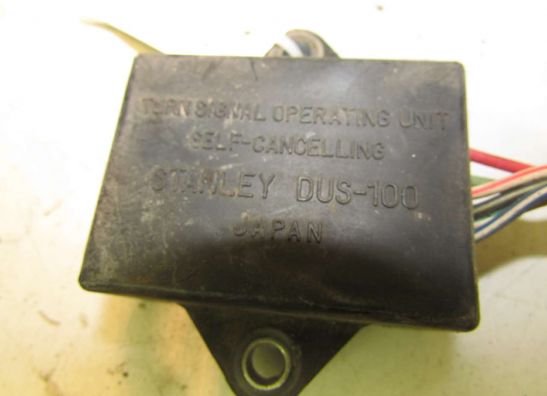 TURN SIGNAL OPERATING UNIT
SELF-CANCELLING
STANLEY DUS-100
JAPAN